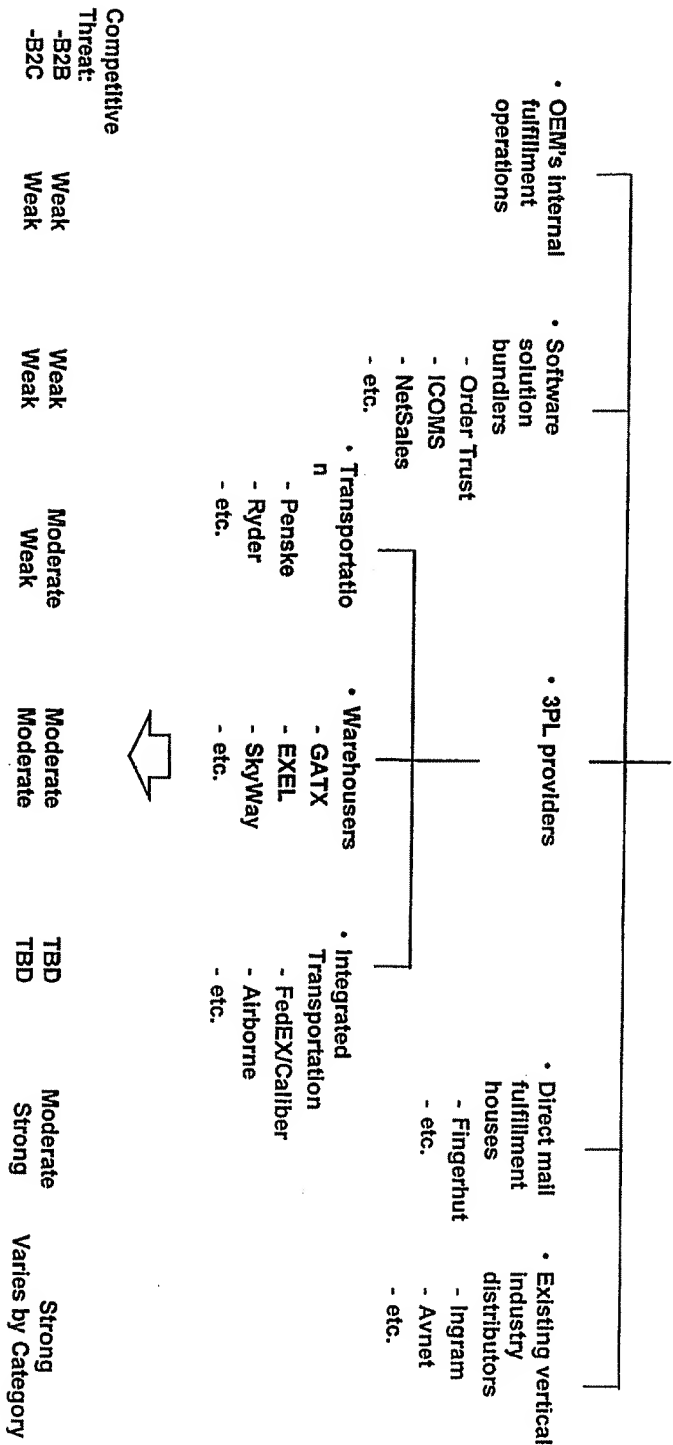 • OEM's internal
fulfillment
operations
• Software
solution
bundlers
- Order Trust
- ICOMS
- NetSales
- etc.
• 3PL providers
• Transportatio
n
- Penske
- Ryder
- etc.
• Warehousers
- GATX
- EXEL
- SkyWay
- etc.
• Integrated
Transportation
- FedEX/Caliber
- Airborne
- etc.
• Direct mail
fulfillment
houses
- Fingerhut
- etc.
• Existing vertical
industry
distributors
- Ingram
- Avnet
- etc.
Competitive
Threat:
-B2B Weak Weak Moderate Moderate TBD Moderate Strong
-B2C Weak Weak Weak Moderate TBD Strong Varies by Category